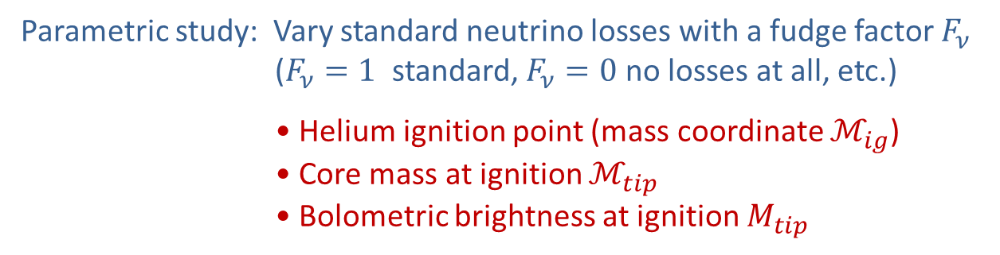 Parametric study: Vary standard neutrino losses with a fudge factor $F_\nu$
($F_\nu = 1$ standard, $F_\nu = 0$ no losses at all, etc.)
• Helium ignition point (mass coordinate $\mathcal{M}_{ig}$)
• Core mass at ignition $\mathcal{M}_{tip}$
• Bolometric brightness at ignition $M_{tip}$